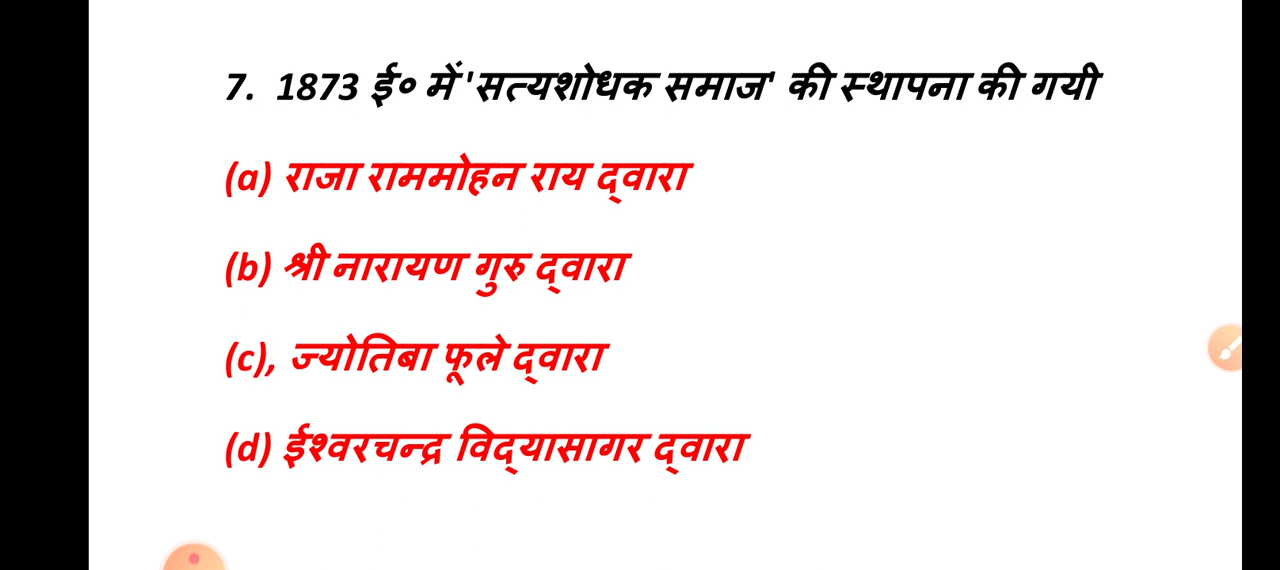 7. 1873 ई० में 'सत्यशोधक समाज' की स्थापना की गयी
(a) राजा राममोहन राय द्वारा
(b) श्री नारायण गुरु द्वारा
(c), ज्योतिबा फूले द्वारा
(d) ईश्वरचन्द्र विद्यासागर द्वारा